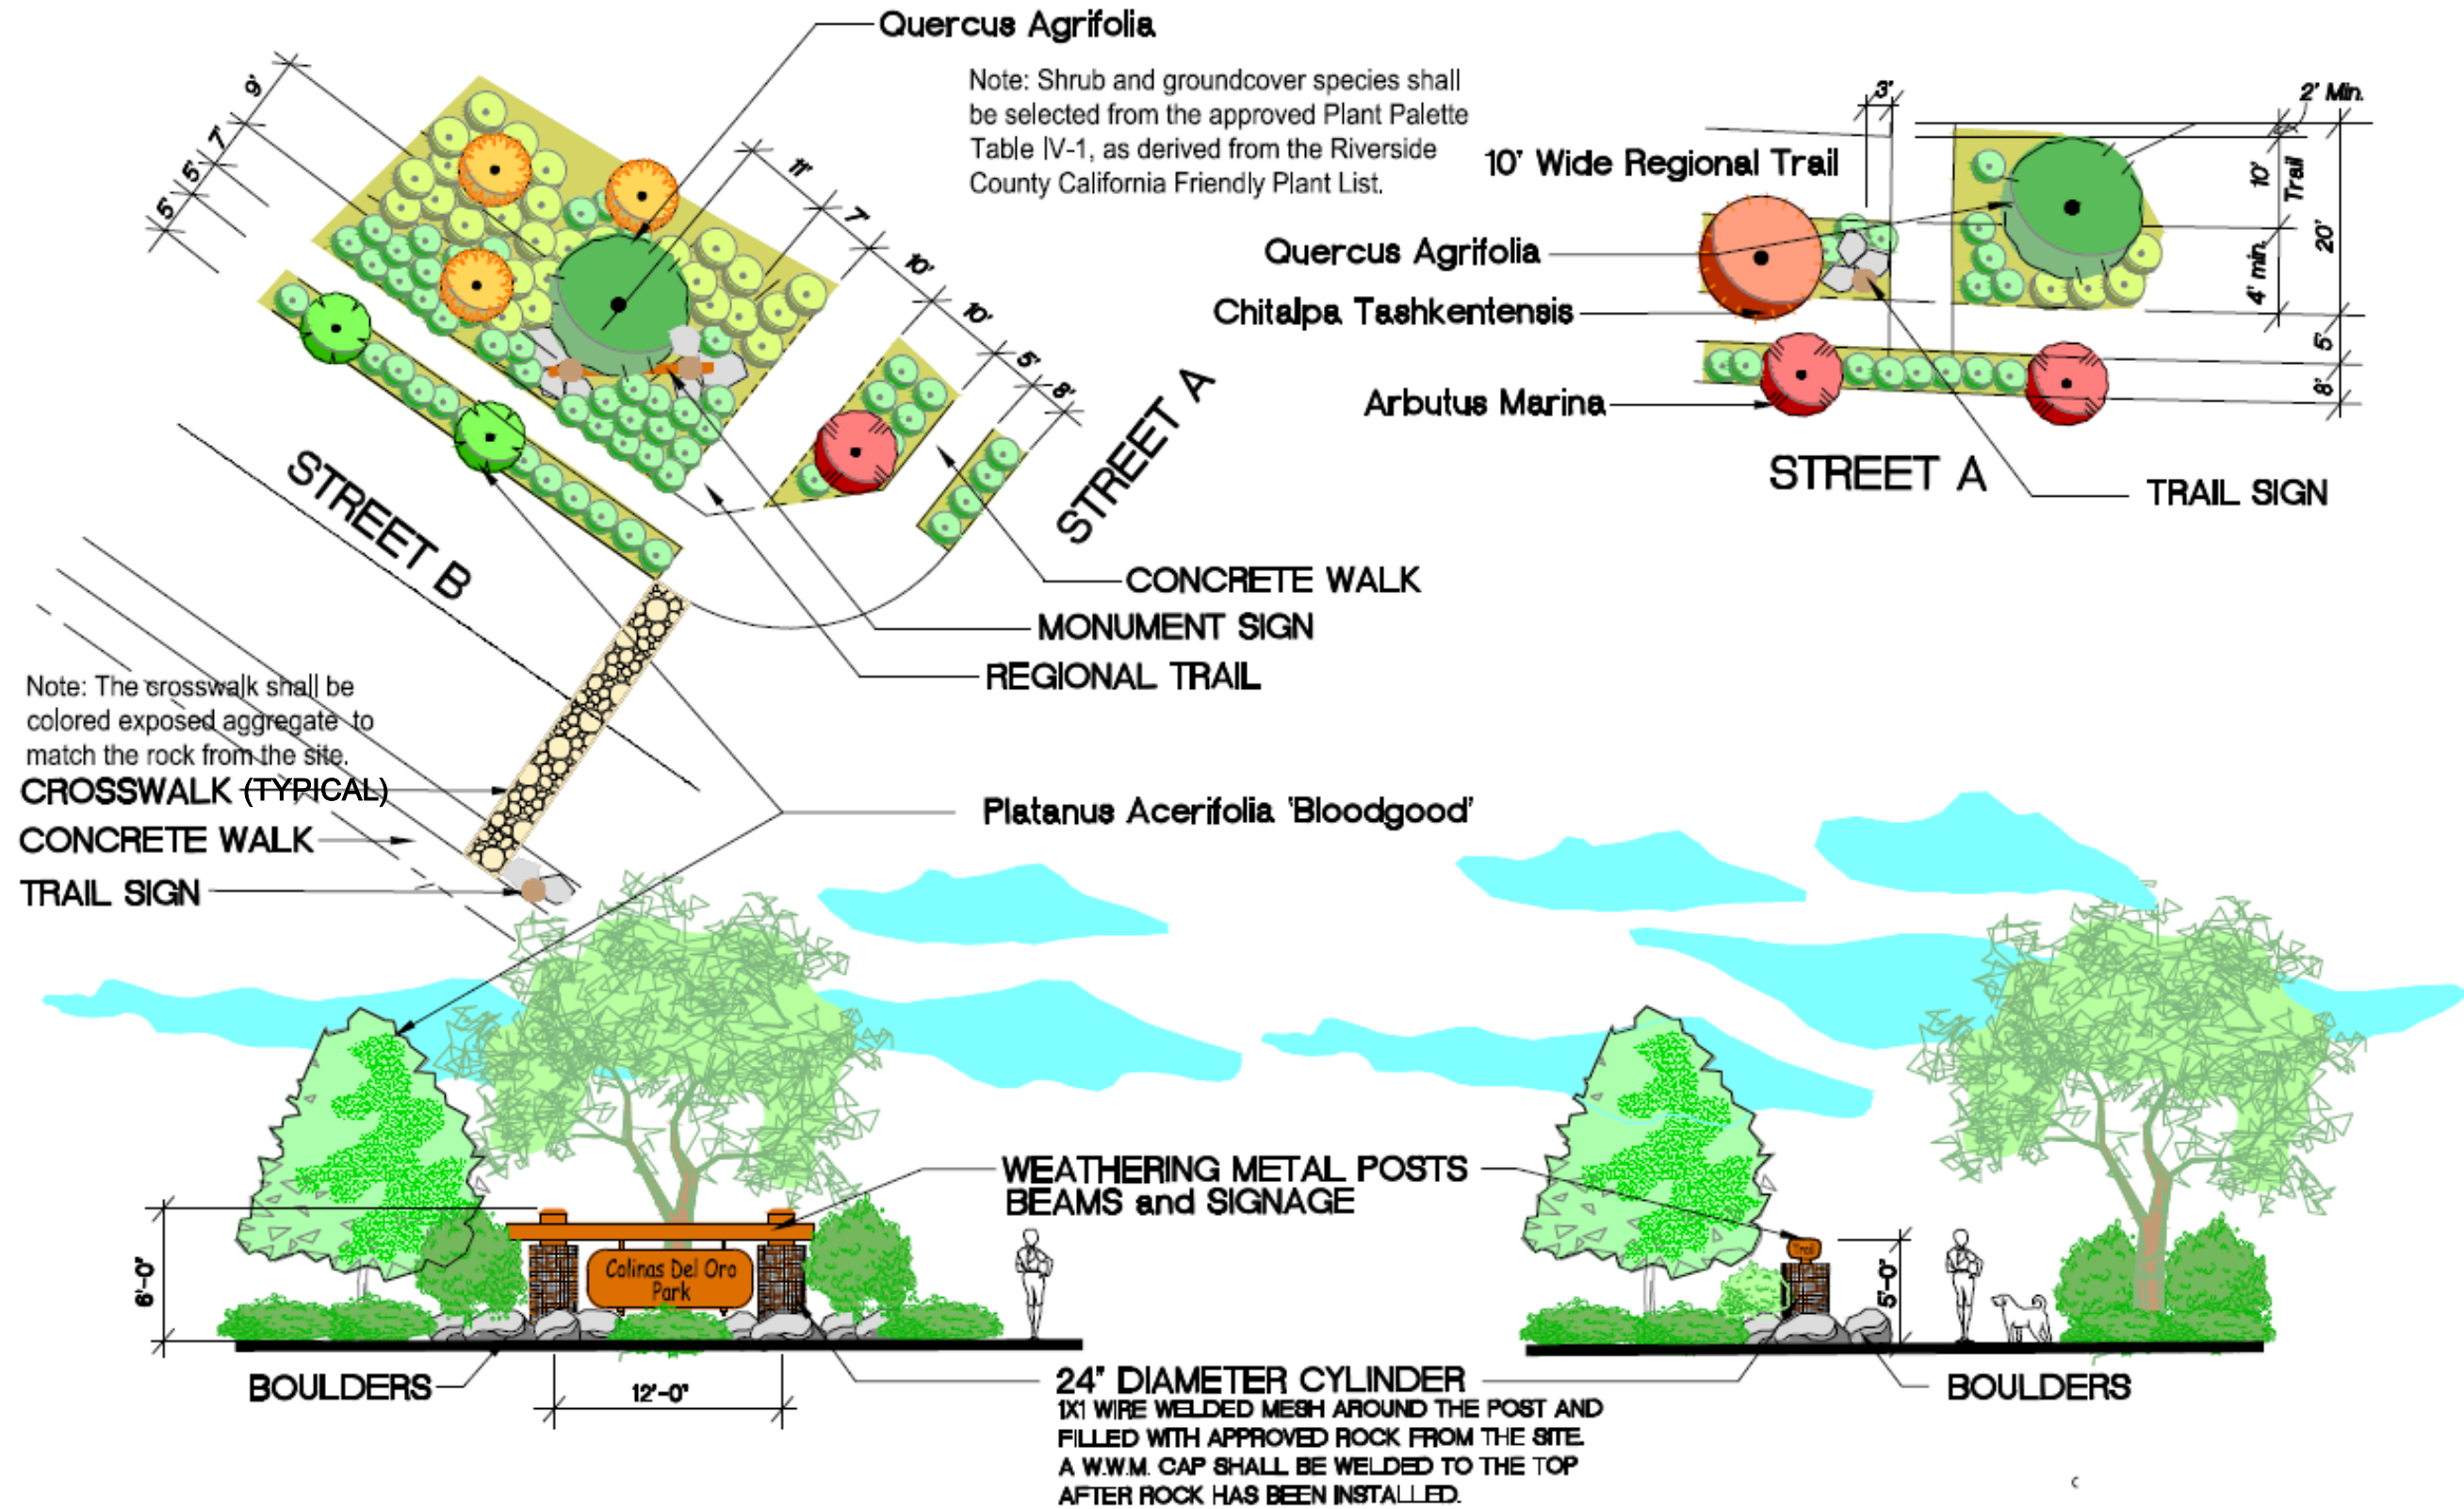 Quercus Agrifolia
Note: Shrub and groundcover species shall
be selected from the approved Plant Palette
Table IV-1, as derived from the Riverside
County California Friendly Plant List.
9'
7'
5'
5'
11'
7'
10'
10'
5'
8'
STREET A
STREET B
CONCRETE WALK
MONUMENT SIGN
REGIONAL TRAIL
3'
2' Min.
10' Wide Regional Trail
10'
Trail
20'
4' min.
5'
8'
Quercus Agrifolia
Chitalpa Tashkentensis
Arbutus Marina
STREET A
TRAIL SIGN
Note: The crosswalk shall be
colored exposed aggregate to
match the rock from the site.
CROSSWALK (TYPICAL)
CONCRETE WALK
TRAIL SIGN
Platanus Acerifolia 'Bloodgood'
WEATHERING METAL POSTS
BEAMS and SIGNAGE
6'-0"
Colinas Del Oro
Park
Trail
5'-0"
BOULDERS
12'-0"
24" DIAMETER CYLINDER
1X1 WIRE WELDED MESH AROUND THE POST AND
FILLED WITH APPROVED ROCK FROM THE SITE.
A W.W.M. CAP SHALL BE WELDED TO THE TOP
AFTER ROCK HAS BEEN INSTALLED.
BOULDERS
c